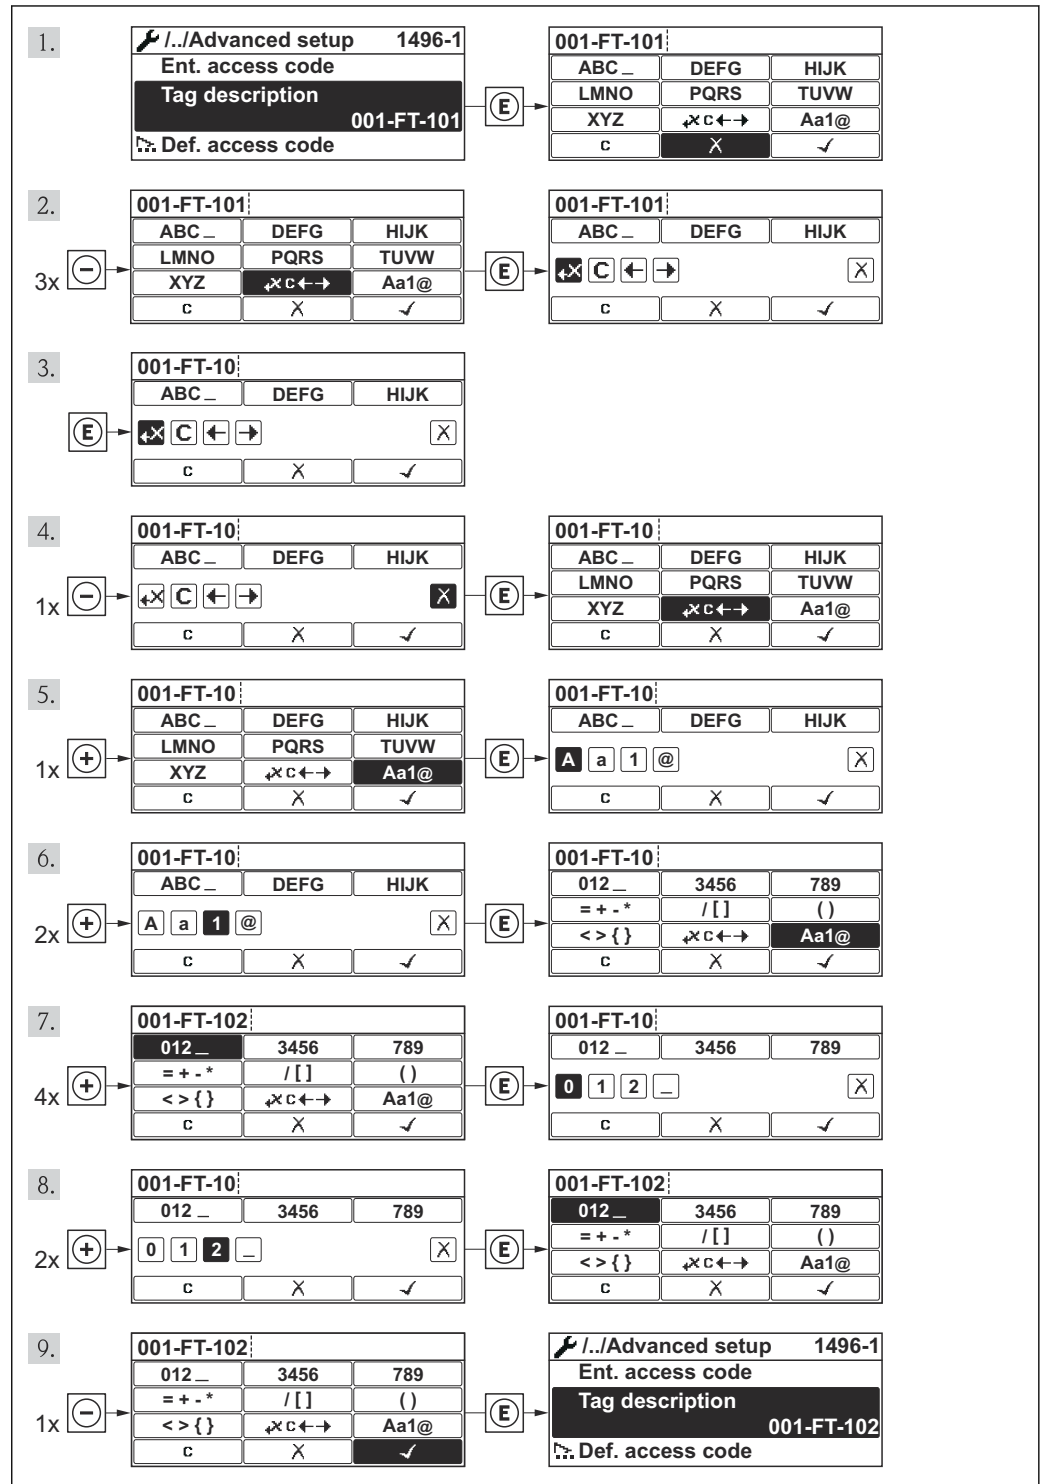 1.
/../Advanced setup 1496-1
Ent. access code
Tag description
001-FT-101
Def. access code
E
001-FT-101
ABC_ DEFG HIJK
LMNO PQRS TUVW
XYZ C←→ Aa1@
C X ✓
2.
3x −
001-FT-101
ABC_ DEFG HIJK
LMNO PQRS TUVW
XYZ C←→ Aa1@
C X ✓
E
001-FT-101
ABC_ DEFG HIJK
C ← → X
C X ✓
3.
E
001-FT-10
ABC_ DEFG HIJK
C ← → X
C X ✓
4.
1x −
001-FT-10
ABC_ DEFG HIJK
C ← → X
C X ✓
E
001-FT-10
ABC_ DEFG HIJK
LMNO PQRS TUVW
XYZ C←→ Aa1@
C X ✓
5.
1x +
001-FT-10
ABC_ DEFG HIJK
LMNO PQRS TUVW
XYZ C←→ Aa1@
C X ✓
E
001-FT-10
ABC_ DEFG HIJK
A a 1 @ X
C X ✓
6.
2x +
001-FT-10
ABC_ DEFG HIJK
A a 1 @ X
C X ✓
E
001-FT-10
012_ 3456 789
=+-* /[] ()
<>{} C←→ Aa1@
C X ✓
7.
4x +
001-FT-102
012_ 3456 789
=+-* /[] ()
<>{} C←→ Aa1@
C X ✓
E
001-FT-10
012_ 3456 789
0 1 2 _ X
C X ✓
8.
2x +
001-FT-10
012_ 3456 789
0 1 2 _ X
C X ✓
E
001-FT-102
012_ 3456 789
=+-* /[] ()
<>{} C←→ Aa1@
C X ✓
9.
1x −
001-FT-102
012_ 3456 789
=+-* /[] ()
<>{} C←→ Aa1@
C X ✓
E
/../Advanced setup 1496-1
Ent. access code
Tag description
001-FT-102
Def. access code